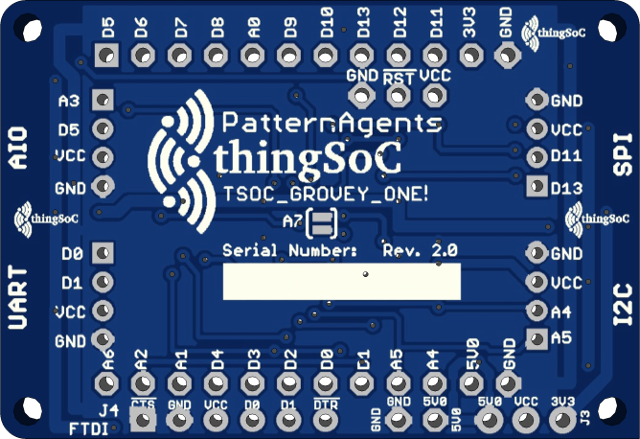 D5 D6 D7 D8 A0 D9 D10 D13 D12 D11 3V3 GND
thingSoC
GND RST VCC
A3
D5
VCC
GND
AIO
PatternAgents
thingSoC
TSOC_GROVEY_ONE!
A7
GND
VCC
D11
D13
SPI
thingSoC
thingSoC
Serial Number: Rev. 2.0
D0
D1
VCC
GND
UART
GND
VCC
A4
A5
I2C
A6 A2 A1 D4 D3 D2 D0 D1 A5 A4 5V0 GND
J4
FTDI
CTS GND VCC D0 D1 DTR
GND GND 5V0 5V0
5V0 VCC 3V3
J3